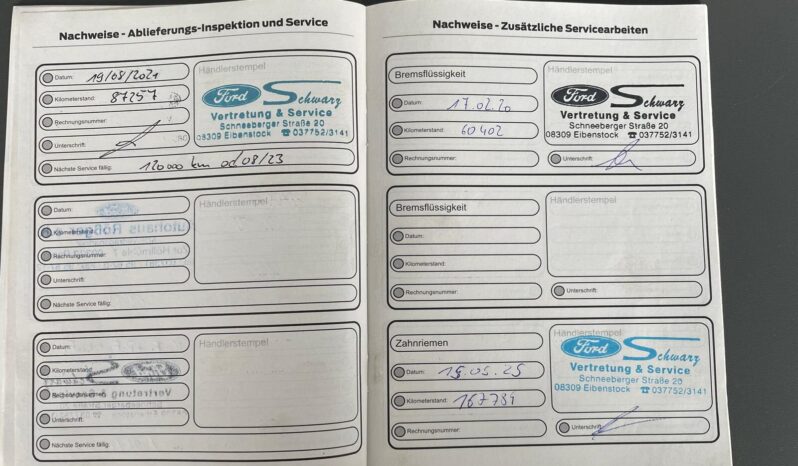 Nachweise - Ablieferungs-Inspektion und Service
Datum: 19/08/2021
Kilometerstand: 87257
Rechnungsnummer:
Unterschrift:
Nächste Service fällig: 120000 km od. 08/23
Händlerstempel
Ford Schwarz
Vertretung & Service
Schneeberger Straße 20
08309 Eibenstock ☎ 037752/3141
Datum:
Kilometerstand:
Rechnungsnummer:
Unterschrift:
Nächste Service fällig:
Händlerstempel
Datum:
Kilometerstand:
Rechnungsnummer:
Unterschrift:
Nächste Service fällig:
Händlerstempel
Nachweise - Zusätzliche Servicearbeiten
Bremsflüssigkeit
Datum: 17.02.20
Kilometerstand: 60402
Rechnungsnummer:
Händlerstempel
Ford Schwarz
Vertretung & Service
Schneeberger Straße 20
08309 Eibenstock ☎ 037752/3141
Unterschrift:
Bremsflüssigkeit
Datum:
Kilometerstand:
Rechnungsnummer:
Händlerstempel
Unterschrift:
Zahnriemen
Datum: 15.05.25
Kilometerstand: 167784
Rechnungsnummer:
Händlerstempel
Ford Schwarz
Vertretung & Service
Schneeberger Straße 20
08309 Eibenstock ☎ 037752/3141
Unterschrift: